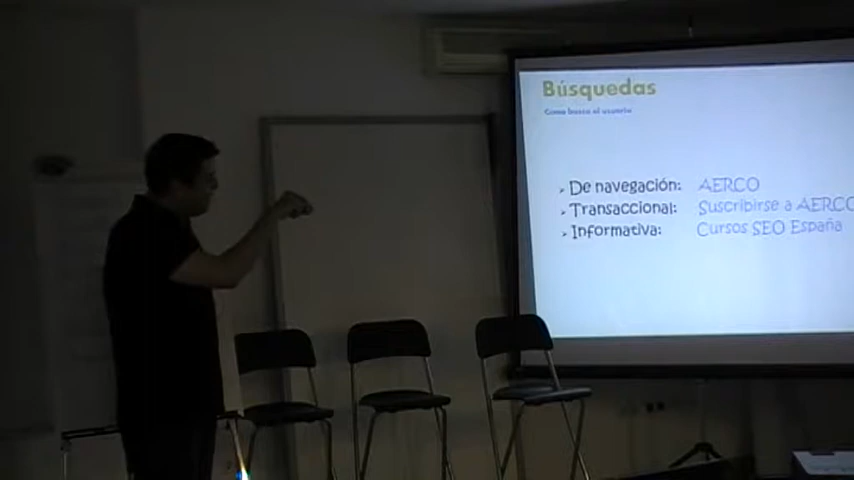 Búsquedas
Como busca el usuario
De navegación: AERCO
Transaccional: Suscribirse a AERCO
Informativa: Cursos SEO España